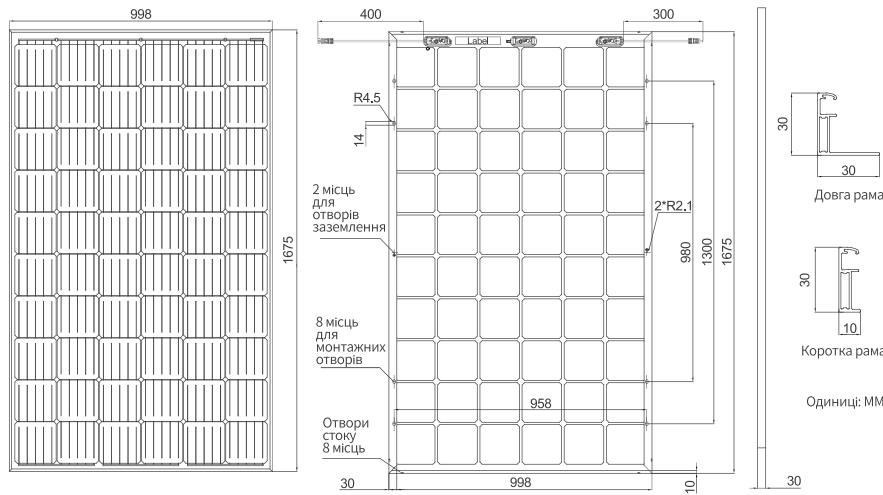 998
1675
400
300
Label
R4.5
14
2 місць
для
отворів
заземлення
2*R2.1
980
1300
1675
8 місць
для
монтажних
отворів
958
Отвори
стоку
8 місць
30
998
10
30
30
30
Довга рама
30
10
Коротка рама
Одиниці: ММ